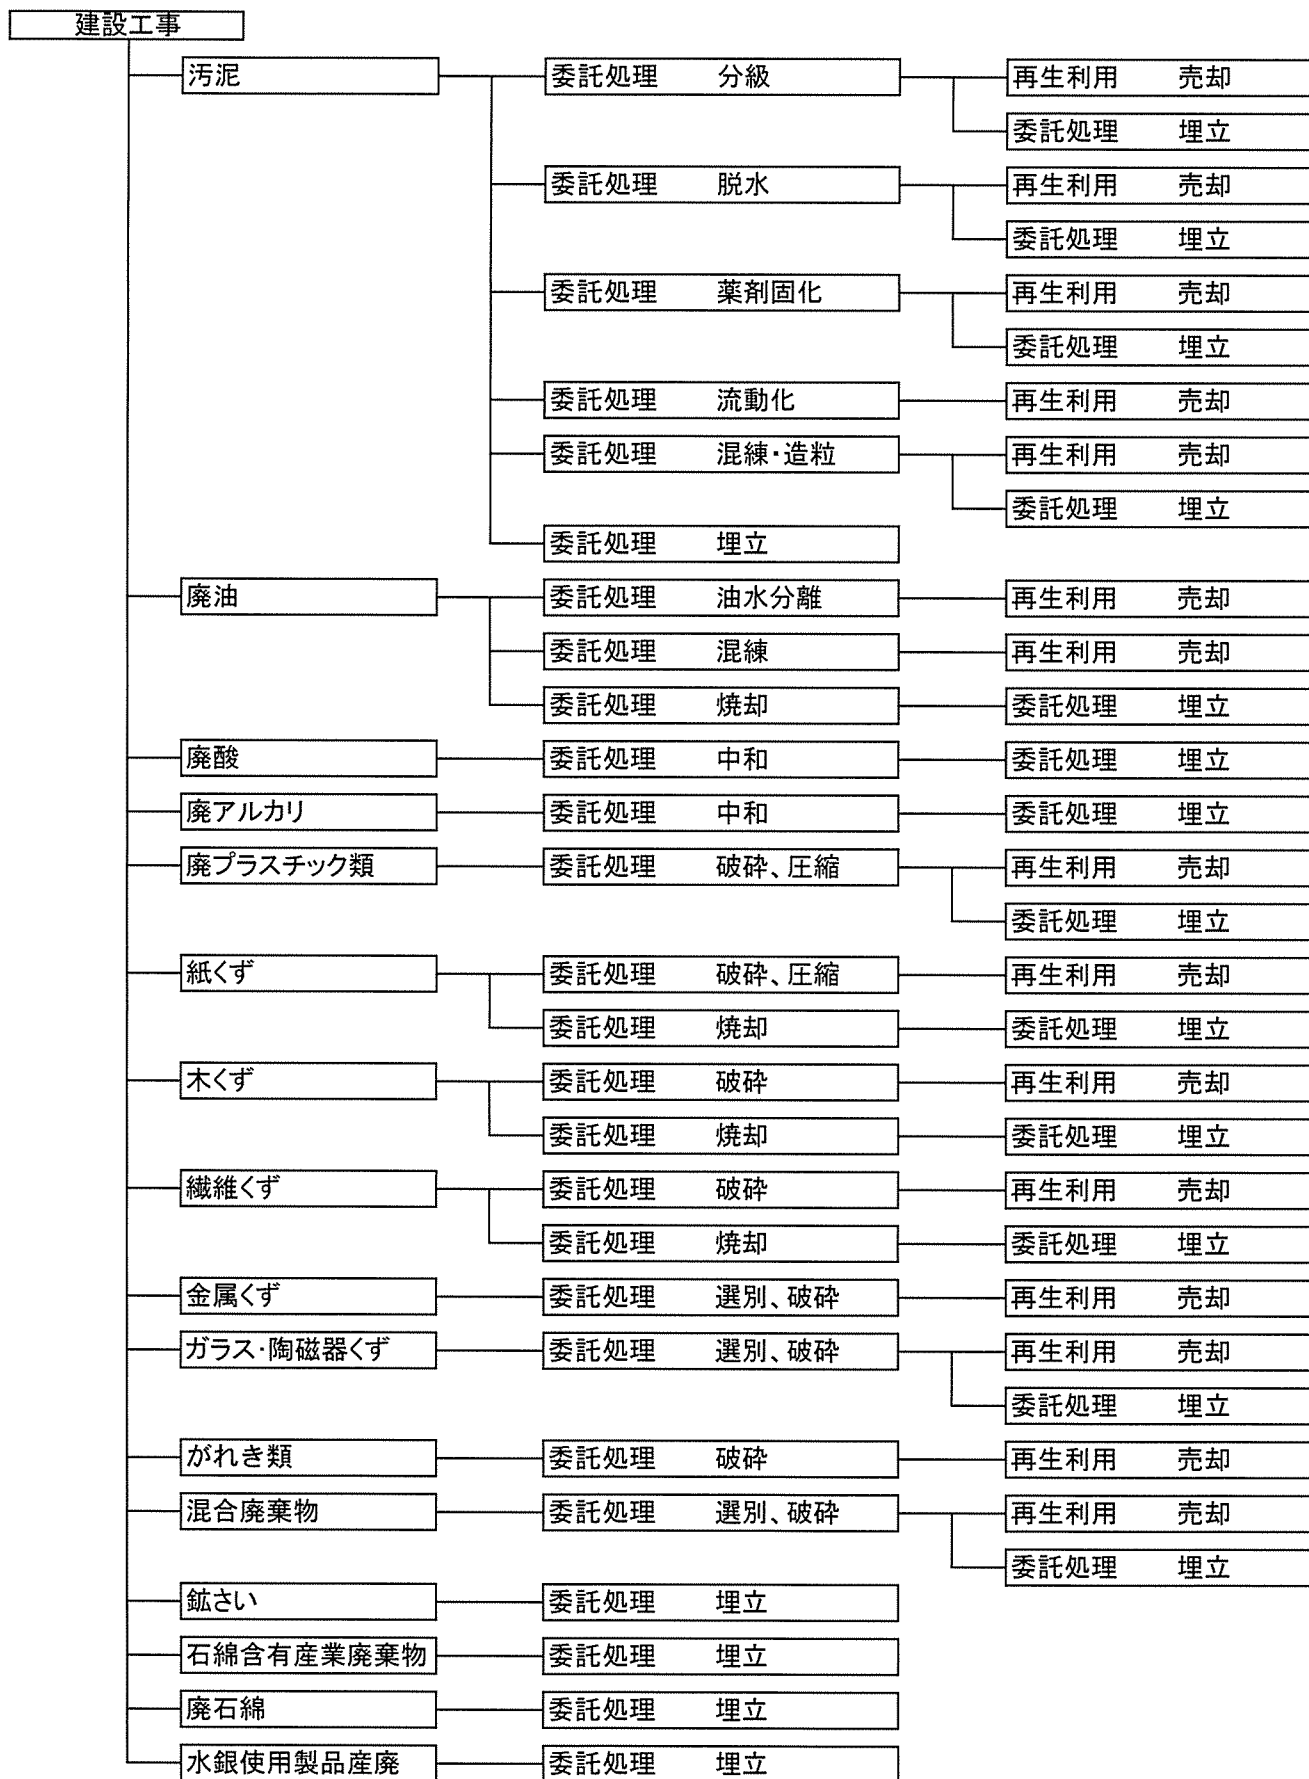 建設工事
汚泥 委託処理 分級 再生利用 売却
委託処理 埋立
委託処理 脱水 再生利用 売却
委託処理 埋立
委託処理 薬剤固化 再生利用 売却
委託処理 埋立
委託処理 流動化 再生利用 売却
委託処理 混練・造粒 再生利用 売却
委託処理 埋立
委託処理 埋立
廃油 委託処理 油水分離 再生利用 売却
委託処理 混練 再生利用 売却
委託処理 焼却 委託処理 埋立
廃酸 委託処理 中和 委託処理 埋立
廃アルカリ 委託処理 中和 委託処理 埋立
廃プラスチック類 委託処理 破砕、圧縮 再生利用 売却
委託処理 埋立
紙くず 委託処理 破砕、圧縮 再生利用 売却
委託処理 焼却 委託処理 埋立
木くず 委託処理 破砕 再生利用 売却
委託処理 焼却 委託処理 埋立
繊維くず 委託処理 破砕 再生利用 売却
委託処理 焼却 委託処理 埋立
金属くず 委託処理 選別、破砕 再生利用 売却
ガラス・陶磁器くず 委託処理 選別、破砕 再生利用 売却
委託処理 埋立
がれき類 委託処理 破砕 再生利用 売却
混合廃棄物 委託処理 選別、破砕 再生利用 売却
委託処理 埋立
鉱さい 委託処理 埋立
石綿含有産業廃棄物 委託処理 埋立
廃石綿 委託処理 埋立
水銀使用製品産廃 委託処理 埋立